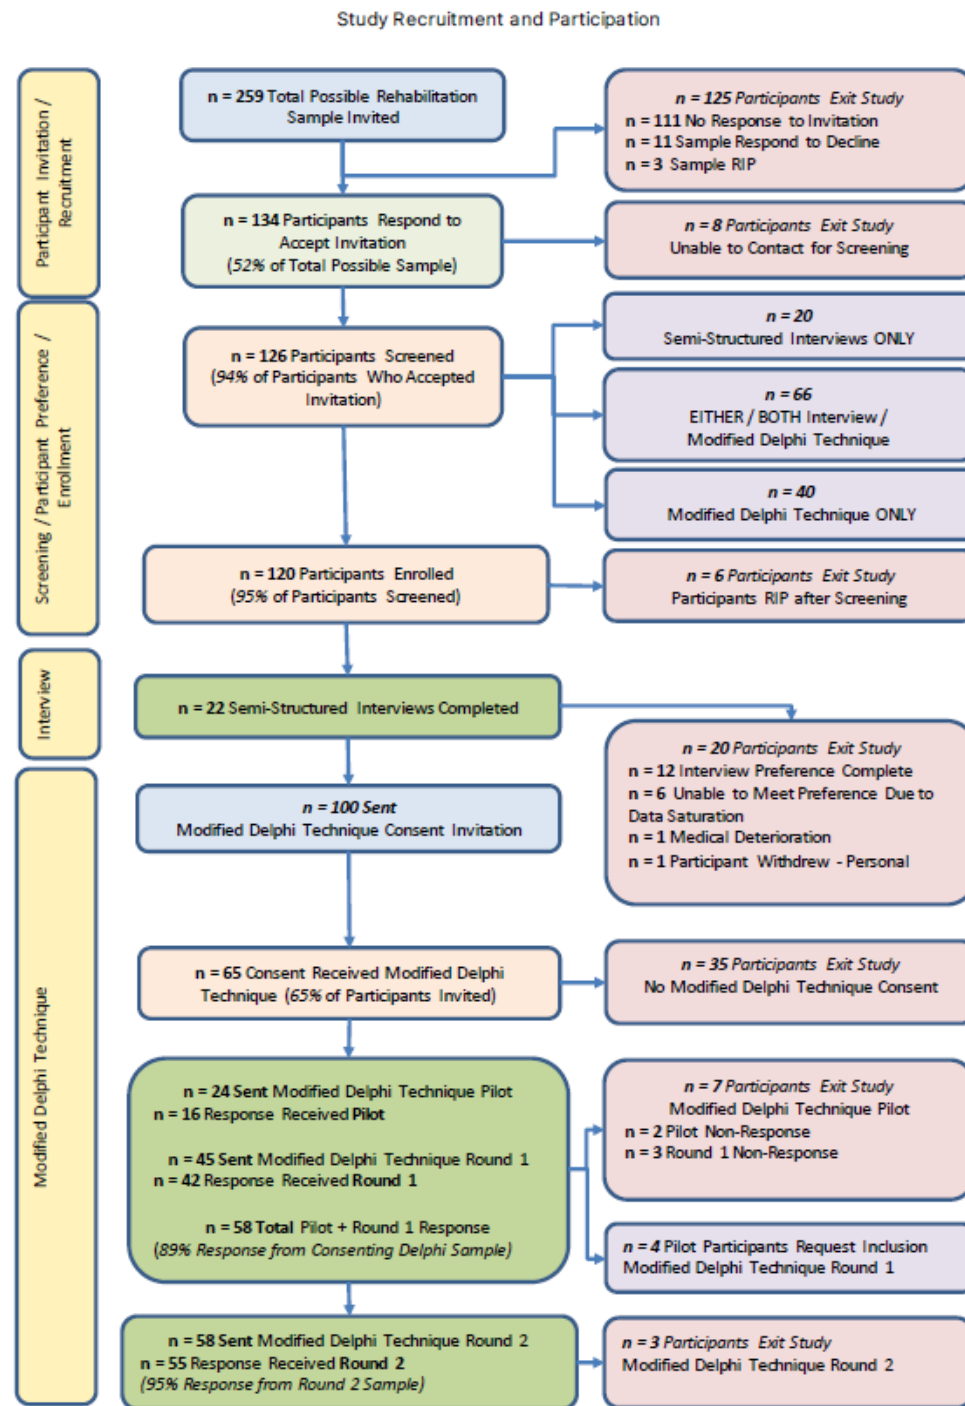 Study Recruitment and Participation
Participant Invitation /
Recruitment
n = 259 Total Possible Rehabilitation
Sample Invited
n = 125 Participants Exit Study
n = 111 No Response to Invitation
n = 11 Sample Respond to Decline
n = 3 Sample RIP
n = 134 Participants Respond to
Accept Invitation
(52% of Total Possible Sample)
n = 8 Participants Exit Study
Unable to Contact for Screening
Screening / Participant Preference /
Enrollment
n = 126 Participants Screened
(94% of Participants Who Accepted
Invitation)
n = 20
Semi-Structured Interviews ONLY
n = 66
EITHER / BOTH Interview /
Modified Delphi Technique
n = 40
Modified Delphi Technique ONLY
n = 120 Participants Enrolled
(95% of Participants Screened)
n = 6 Participants Exit Study
Participants RIP after Screening
Interview
n = 22 Semi-Structured Interviews Completed
n = 20 Participants Exit Study
n = 12 Interview Preference Complete
n = 6 Unable to Meet Preference Due to
Data Saturation
n = 1 Medical Deterioration
n = 1 Participant Withdrew - Personal
Modified Delphi Technique
n = 100 Sent
Modified Delphi Technique Consent Invitation
n = 65 Consent Received Modified Delphi
Technique (65% of Participants Invited)
n = 35 Participants Exit Study
No Modified Delphi Technique Consent
n = 24 Sent Modified Delphi Technique Pilot
n = 16 Response Received Pilot
n = 45 Sent Modified Delphi Technique Round 1
n = 42 Response Received Round 1
n = 58 Total Pilot + Round 1 Response
(89% Response from Consenting Delphi Sample)
n = 7 Participants Exit Study
Modified Delphi Technique Pilot
n = 2 Pilot Non-Response
n = 3 Round 1 Non-Response
n = 4 Pilot Participants Request Inclusion
Modified Delphi Technique Round 1
n = 58 Sent Modified Delphi Technique Round 2
n = 55 Response Received Round 2
(95% Response from Round 2 Sample)
n = 3 Participants Exit Study
Modified Delphi Technique Round 2